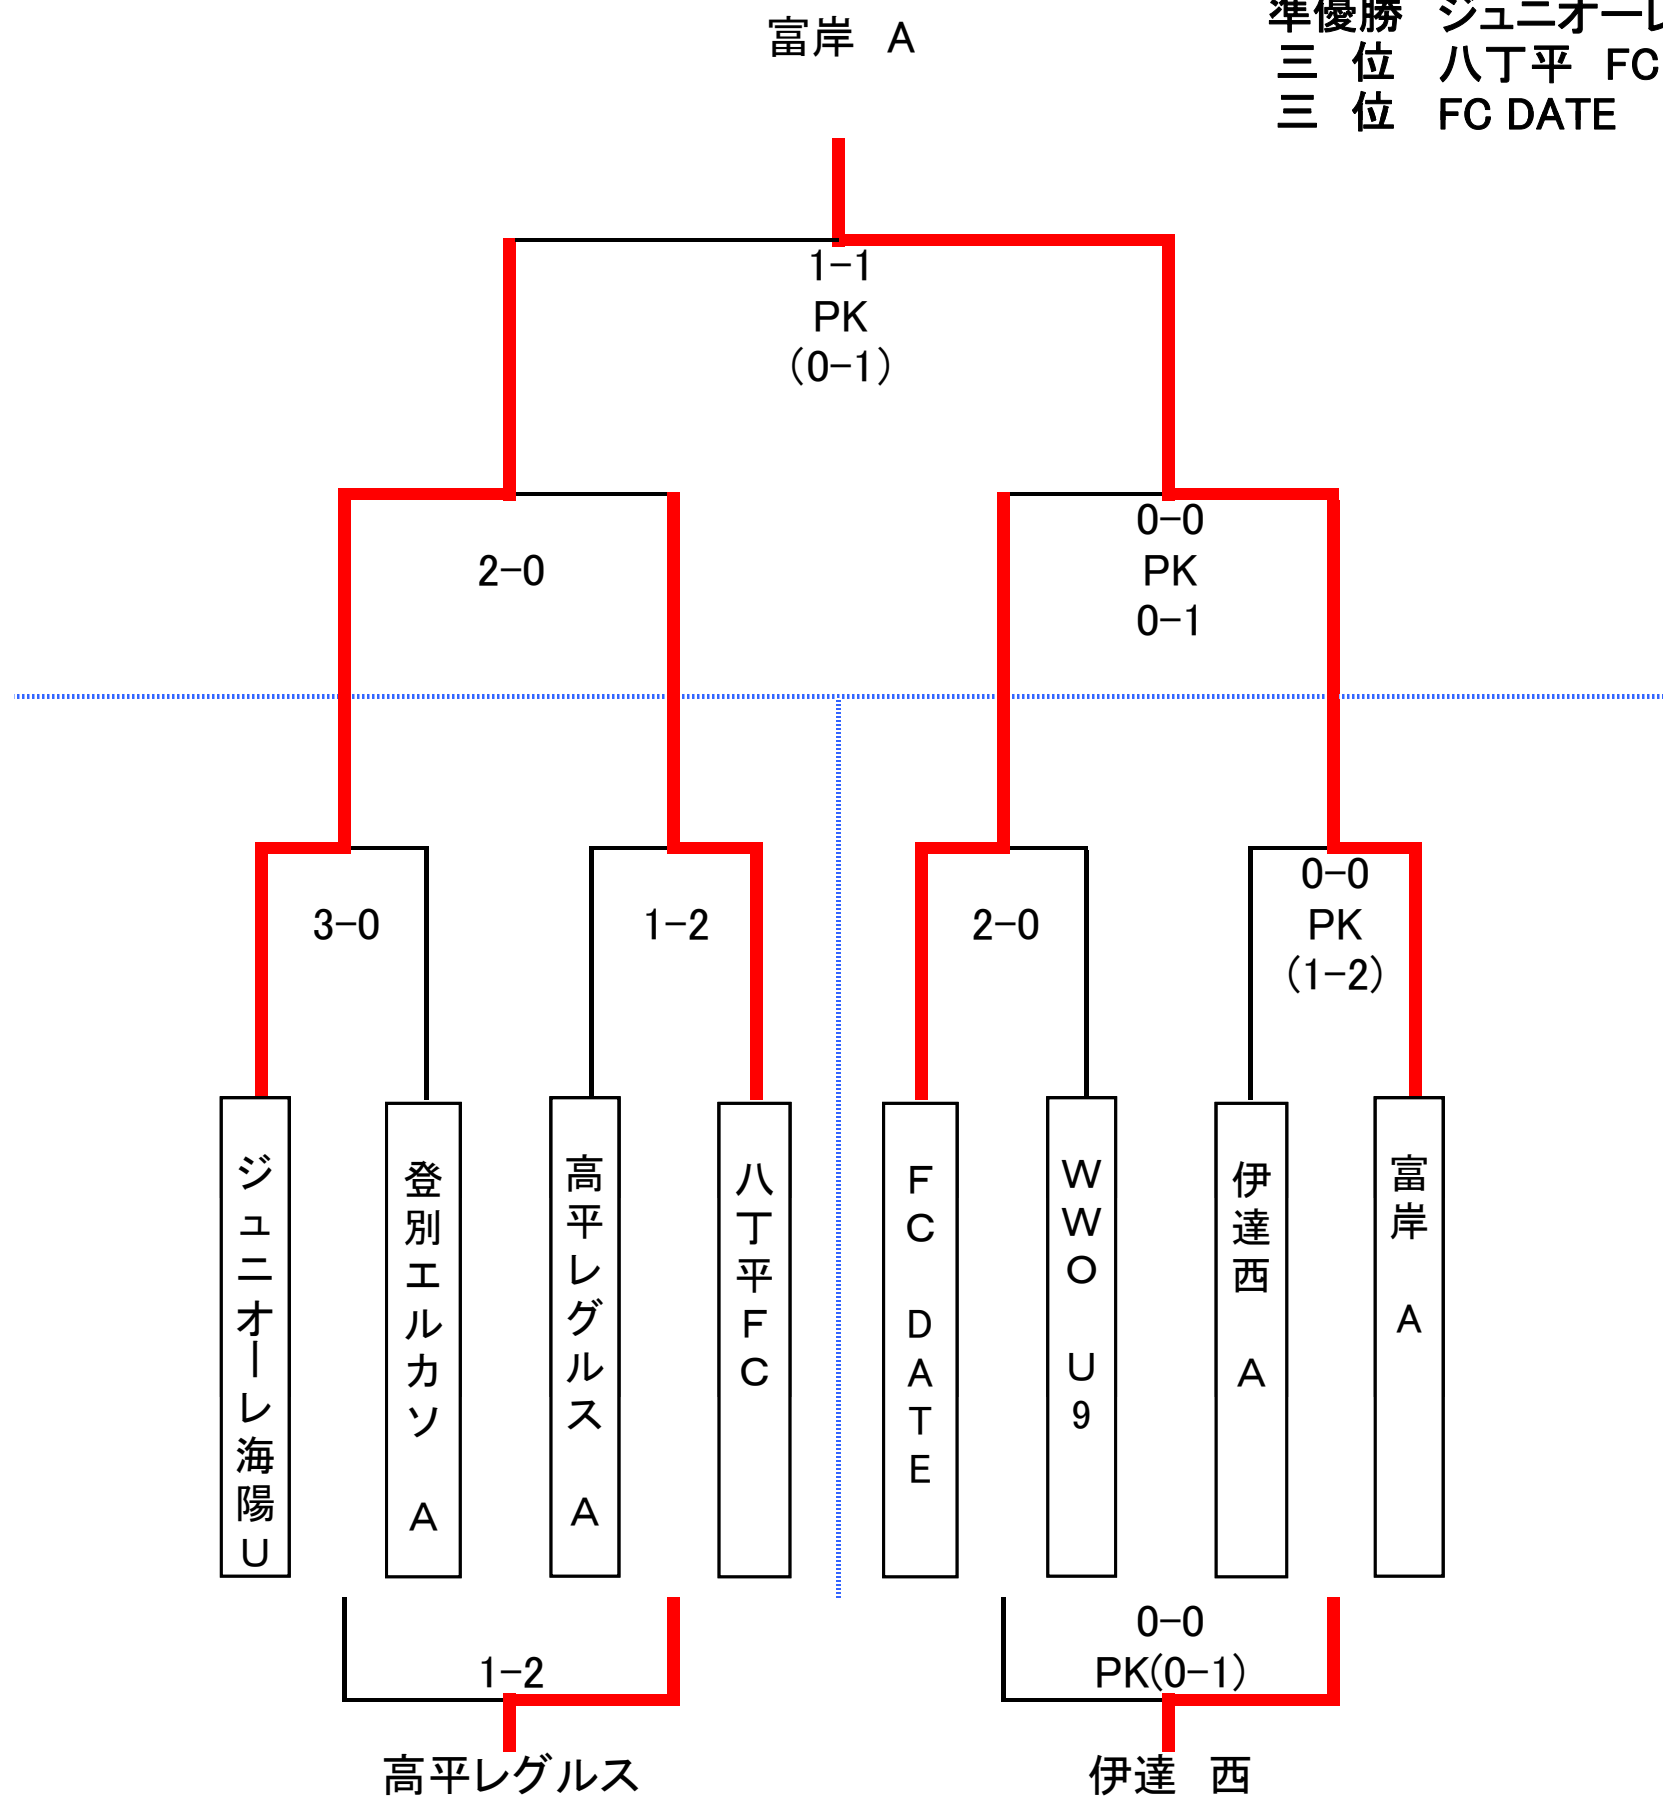 準優勝 ジュニオーレ
三 位 八丁平 FC
三 位 FC DATE
富岸 A
1-1
PK
(0-1)
2-0
0-0
PK
0-1
3-0
1-2
2-0
0-0
PK
(1-2)
ジュニオーレ海陽U
登別エルカソ A
高平レグルス A
八丁平FC
FC DATE
WWO U9
伊達西 A
富岸 A
1-2
0-0
PK(0-1)
高平レグルス
伊達 西